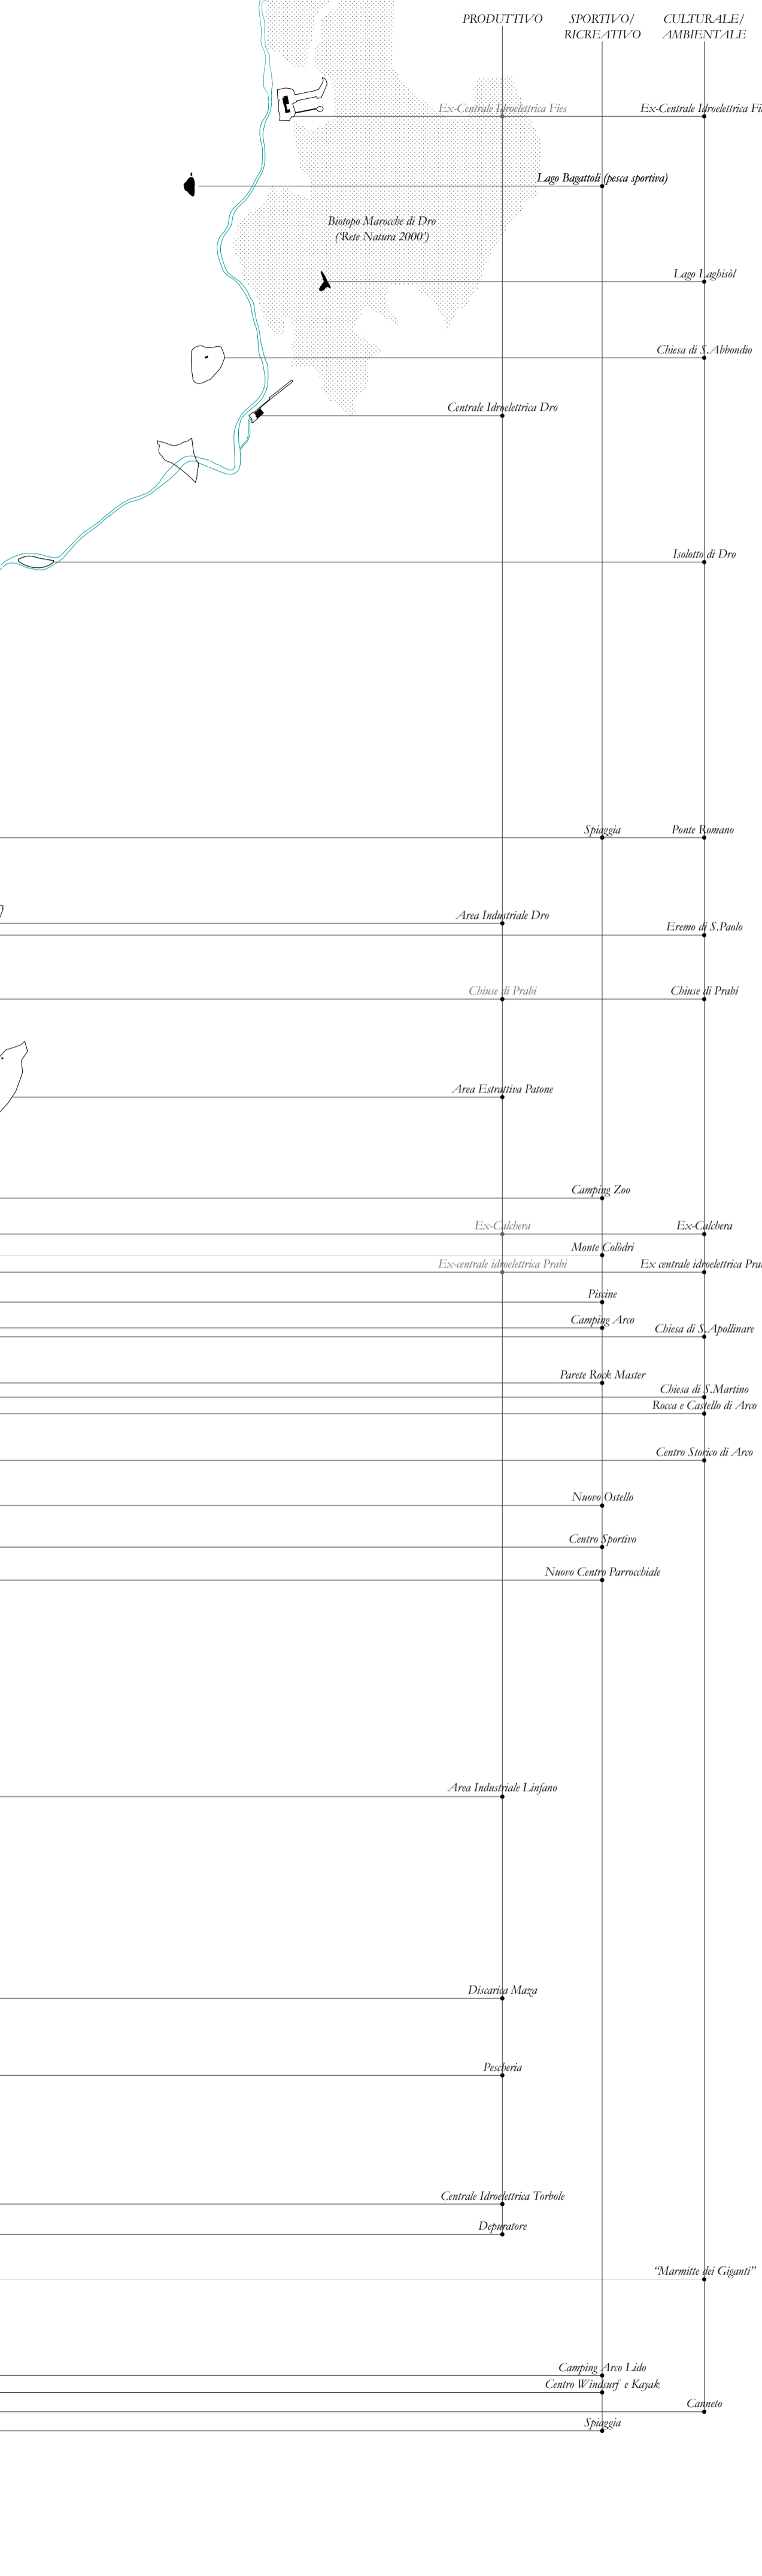 PRODUTTIVO
SPORTIVO/
RICREATIVO
CULTURALE/
AMBIENTALE
Ex-Centrale Idroelettrica Fies
Ex-Centrale Idroelettrica Fi
Lago Bagattoli (pesca sportiva)
Biotopo Marocche di Dro
('Rete Natura 2000')
Lago Laghisòl
Chiesa di S.Abbondio
Centrale Idroelettrica Dro
Isolotto di Dro
Spiaggia
Ponte Romano
Area Industriale Dro
Eremo di S.Paolo
Chiuse di Prabi
Chiuse di Prabi
Area Estrattiva Patone
Camping Zoo
Ex-Calchera
Ex-Calchera
Monte Colòdri
Ex-centrale idroelettrica Prabi
Ex centrale idroelettrica Pra
Piscine
Camping Arco
Chiesa di S.Apollinare
Parete Rock Master
Chiesa di S.Martino
Rocca e Castello di Arco
Centro Storico di Arco
Nuovo Ostello
Centro Sportivo
Nuovo Centro Parrocchiale
Area Industriale Linfano
Discarica Maza
Pescheria
Centrale Idroelettrica Torbole
Depuratore
“Marmitte dei Giganti”
Camping Arco Lido
Centro Windsurf e Kayak
Canneto
Spiaggia